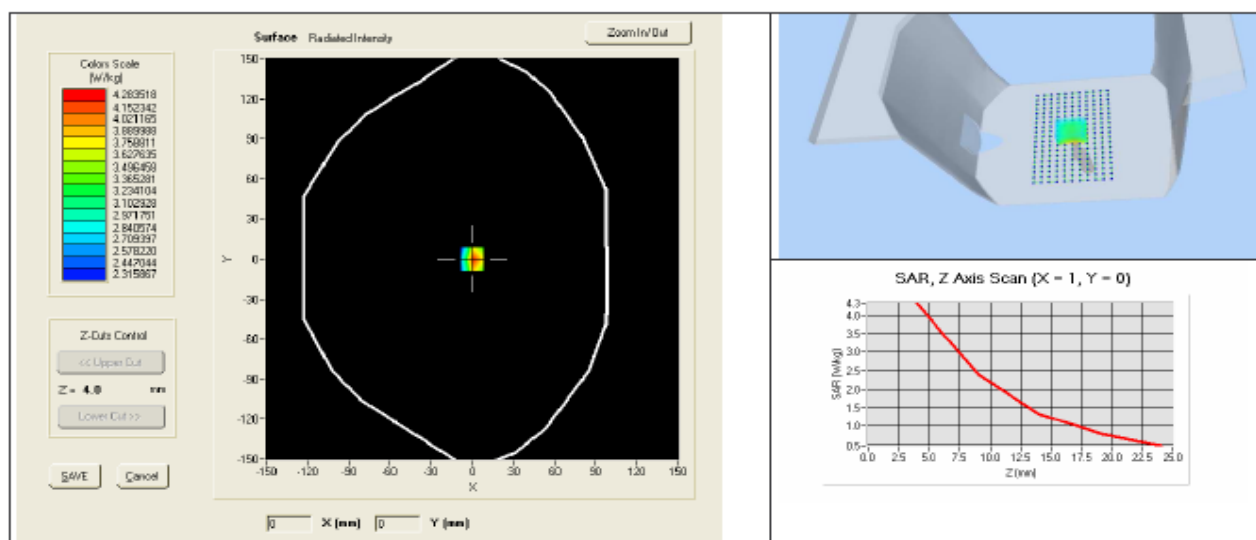 Surface Radiated Intensity
Zoom In/Out
Colors Scale
(W/kg)
4.283518
4.152342
4.021165
3.889988
3.758811
3.627635
3.496458
3.365281
3.234104
3.102928
2.971751
2.840574
2.709397
2.578220
2.447044
2.315867
Z-Cuts Control
<< Upper Cut
Z = 4.0 mm
Lower Cut >>
SAVE Cancel
150-
120-
90-
60-
30-
0-
-30-
-60-
-90-
-120-
-150-
Y
-150 -120 -90 -60 -30 0 30 60 90 120 150
X
0 X (mm) 0 Y (mm)
SAR, Z Axis Scan (X = 1, Y = 0)
SAR (W/kg)
4.3-
4.0-
3.5-
3.0-
2.5-
2.0-
1.5-
1.0-
0.5-
0.0 2.5 5.0 7.5 10.0 12.5 15.0 17.5 20.0 22.5 25.0
Z (mm)